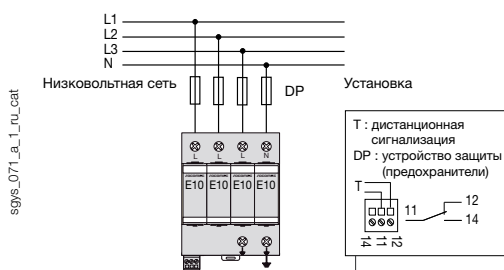 L1
L2
L3
N
Низковольтная сеть
DP
Установка
sgys_071_a_1_ru_cat
L L L N
E10 E10 E10 E10
T : дистанционная
сигнализация
DP : устройство защиты
(предохранители)
T
11
12
14
14 11 12